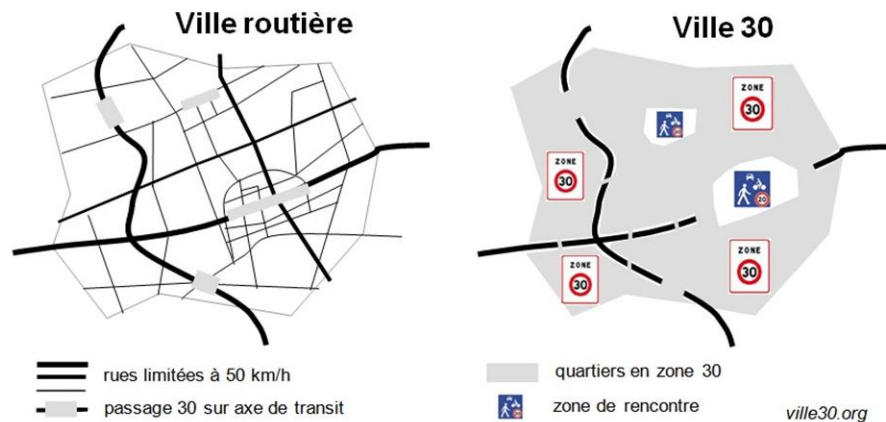 Ville routière
Ville 30
ZONE
30
ZONE
30
20
ZONE
30
ZONE
30
rues limitées à 50 km/h
passage 30 sur axe de transit
quartiers en zone 30
zone de rencontre
ville30.org